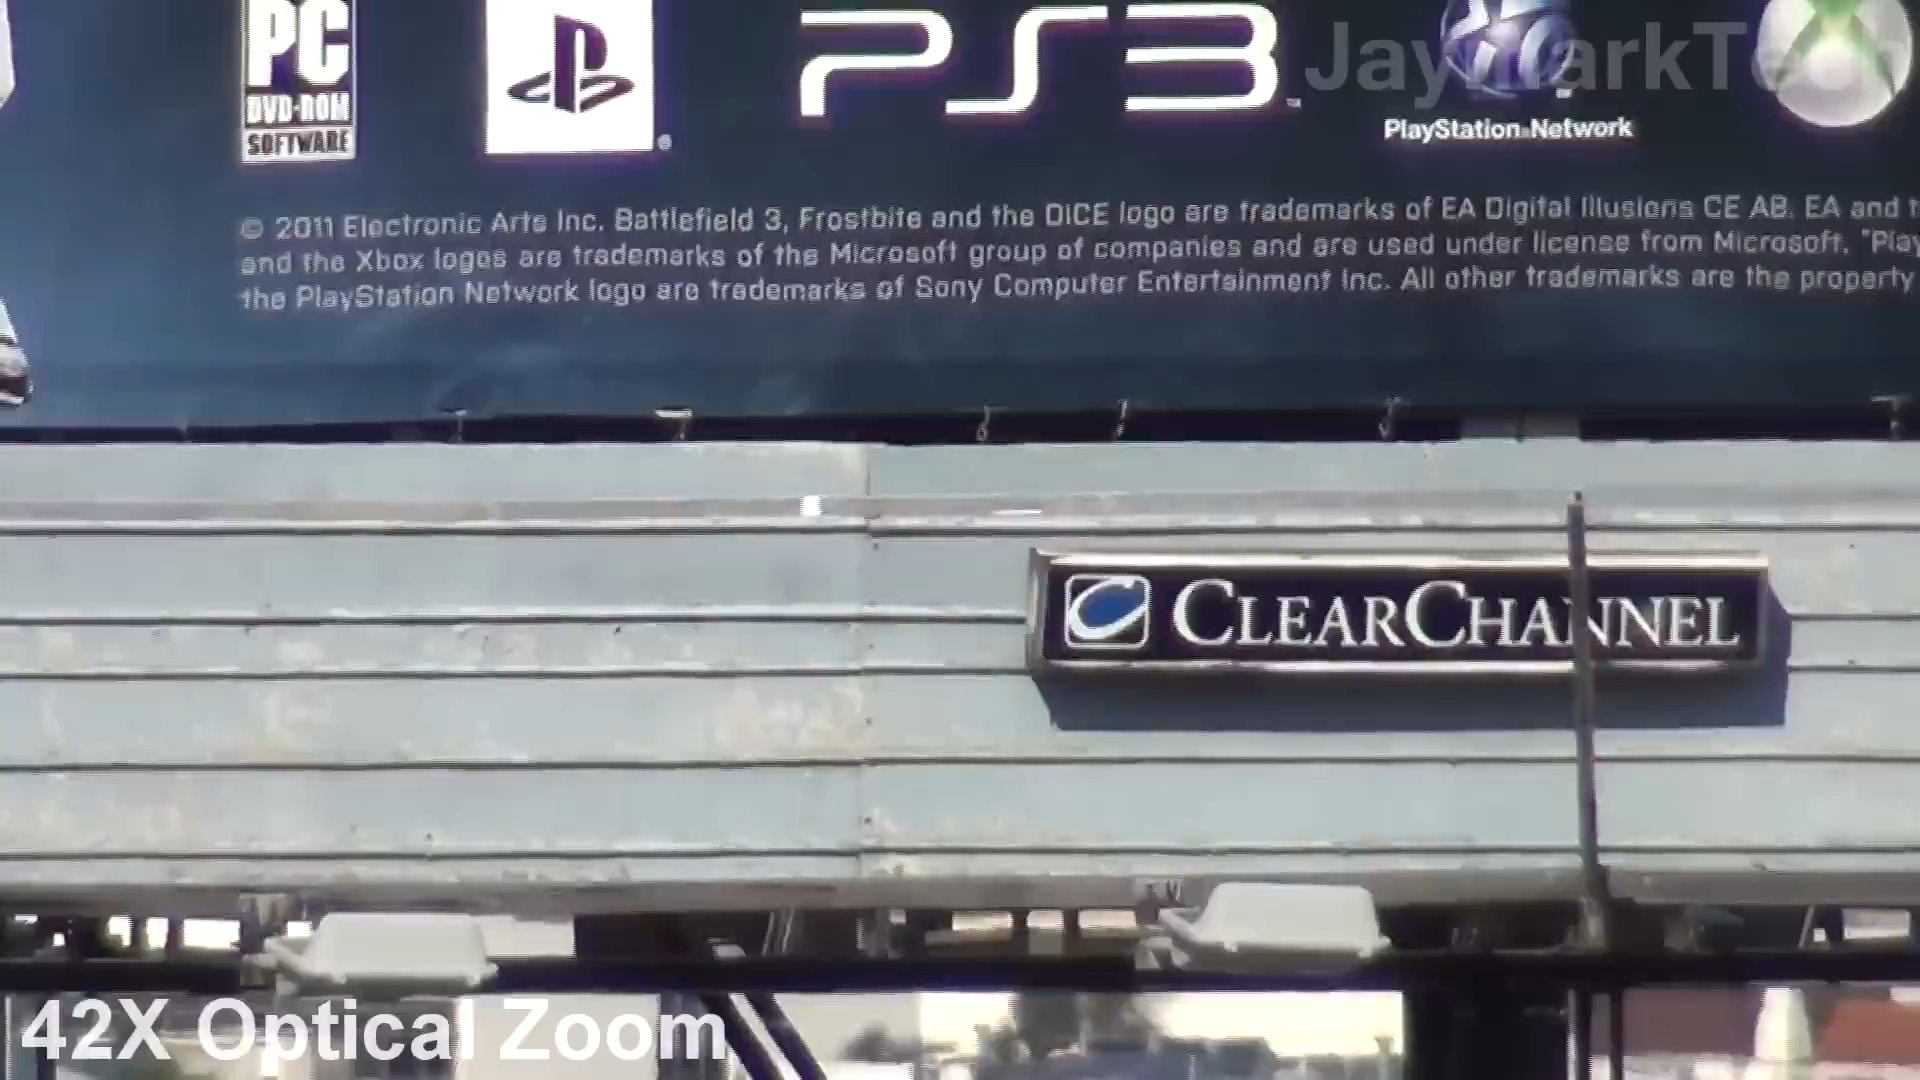 PC
DVD-ROM
SOFTWARE
PS3
JaymarkTech
PlayStation Network
© 2011 Electronic Arts Inc. Battlefield 3, Frostbite and the DICE logo are trademarks of EA Digital Illusions CE AB. EA and
and the Xbox logos are trademarks of the Microsoft group of companies and are used under license from Microsoft. "Play
the PlayStation Network logo are trademarks of Sony Computer Entertainment Inc. All other trademarks are the property
CLEARCHANNEL
42X Optical Zoom